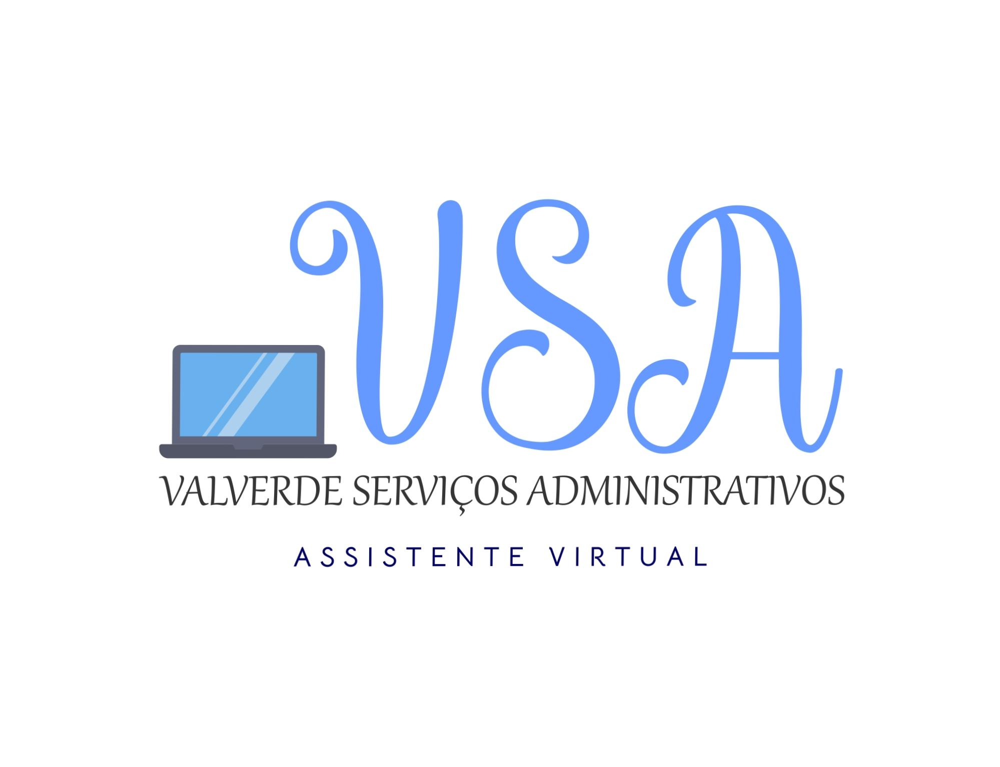 VSA
VALVERDE SERVIÇOS ADMINISTRATIVOS
ASSISTENTE VIRTUAL